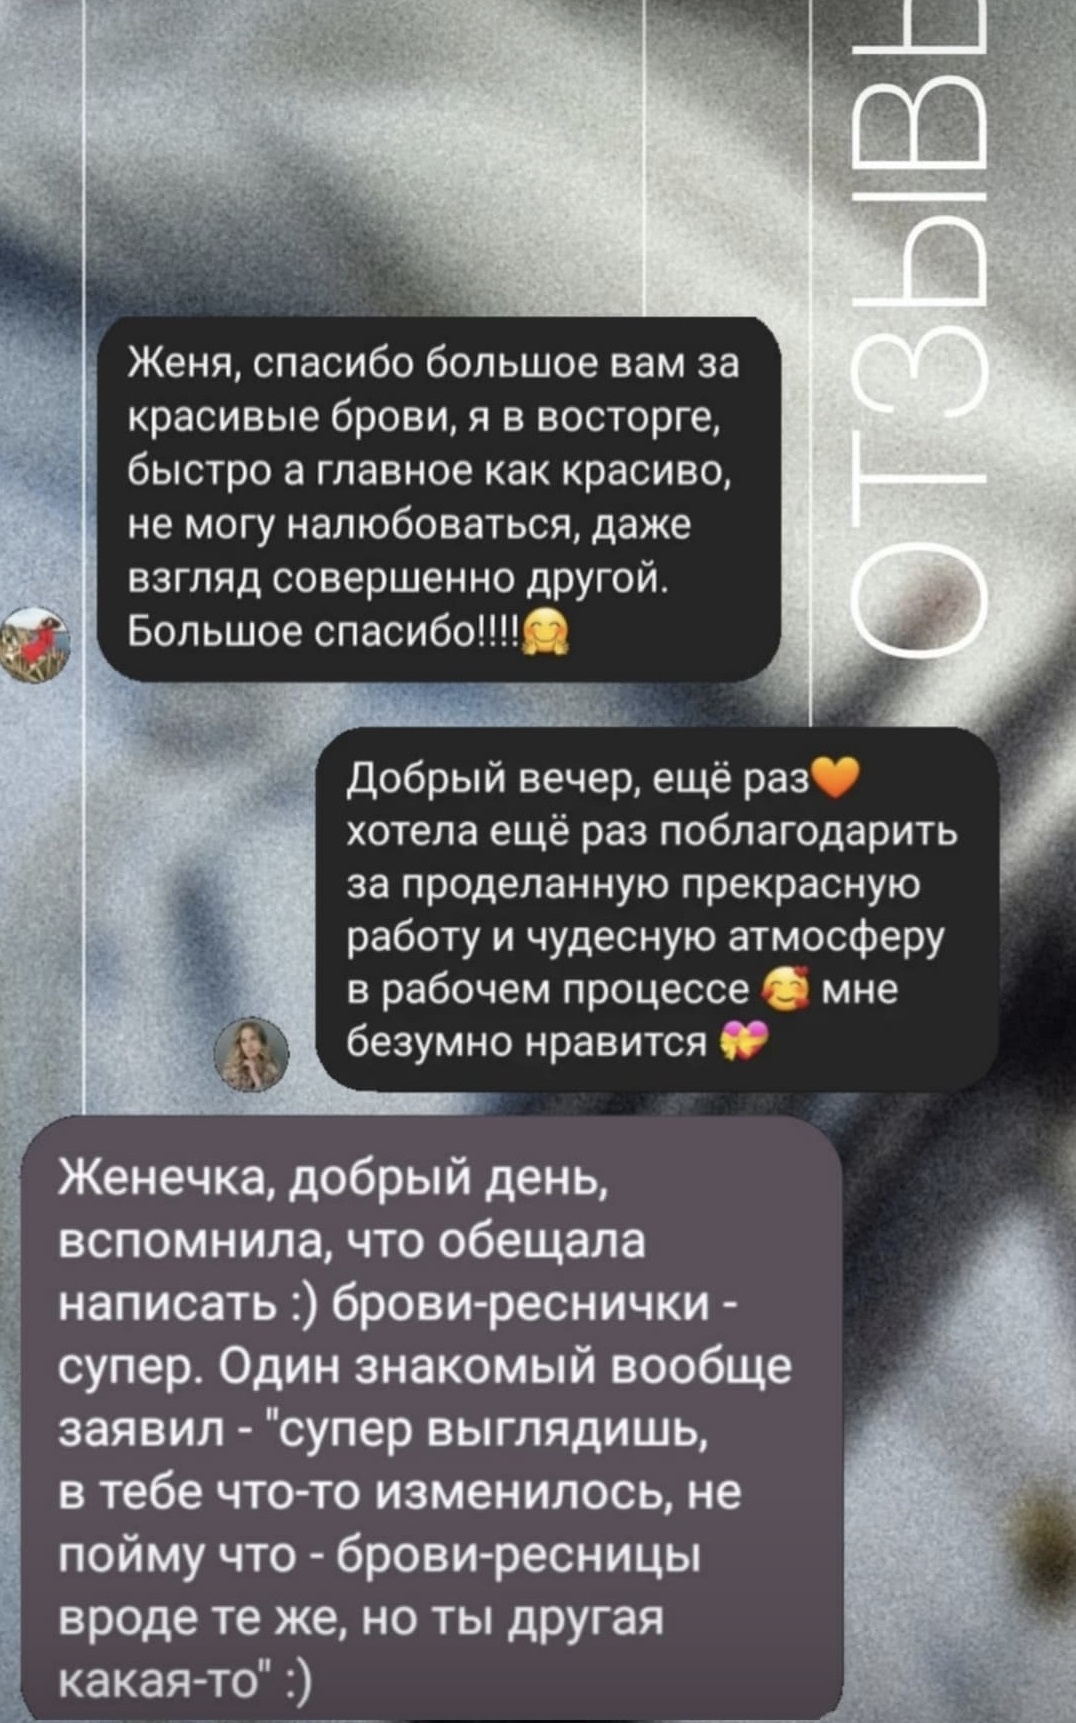 ОТЗЫВЫ
Женя, спасибо большое вам за
красивые брови, я в восторге,
быстро а главное как красиво,
не могу налюбоваться, даже
взгляд совершенно другой.
Большое спасибо!!!!🤗
Добрый вечер, ещё раз🧡
хотела ещё раз поблагодарить
за проделанную прекрасную
работу и чудесную атмосферу
в рабочем процессе 🥰 мне
безумно нравится 💝
Женечка, добрый день,
вспомнила, что обещала
написать :) брови-реснички -
супер. Один знакомый вообще
заявил - "супер выглядишь,
в тебе что-то изменилось, не
пойму что - брови-ресницы
вроде те же, но ты другая
какая-то" :)